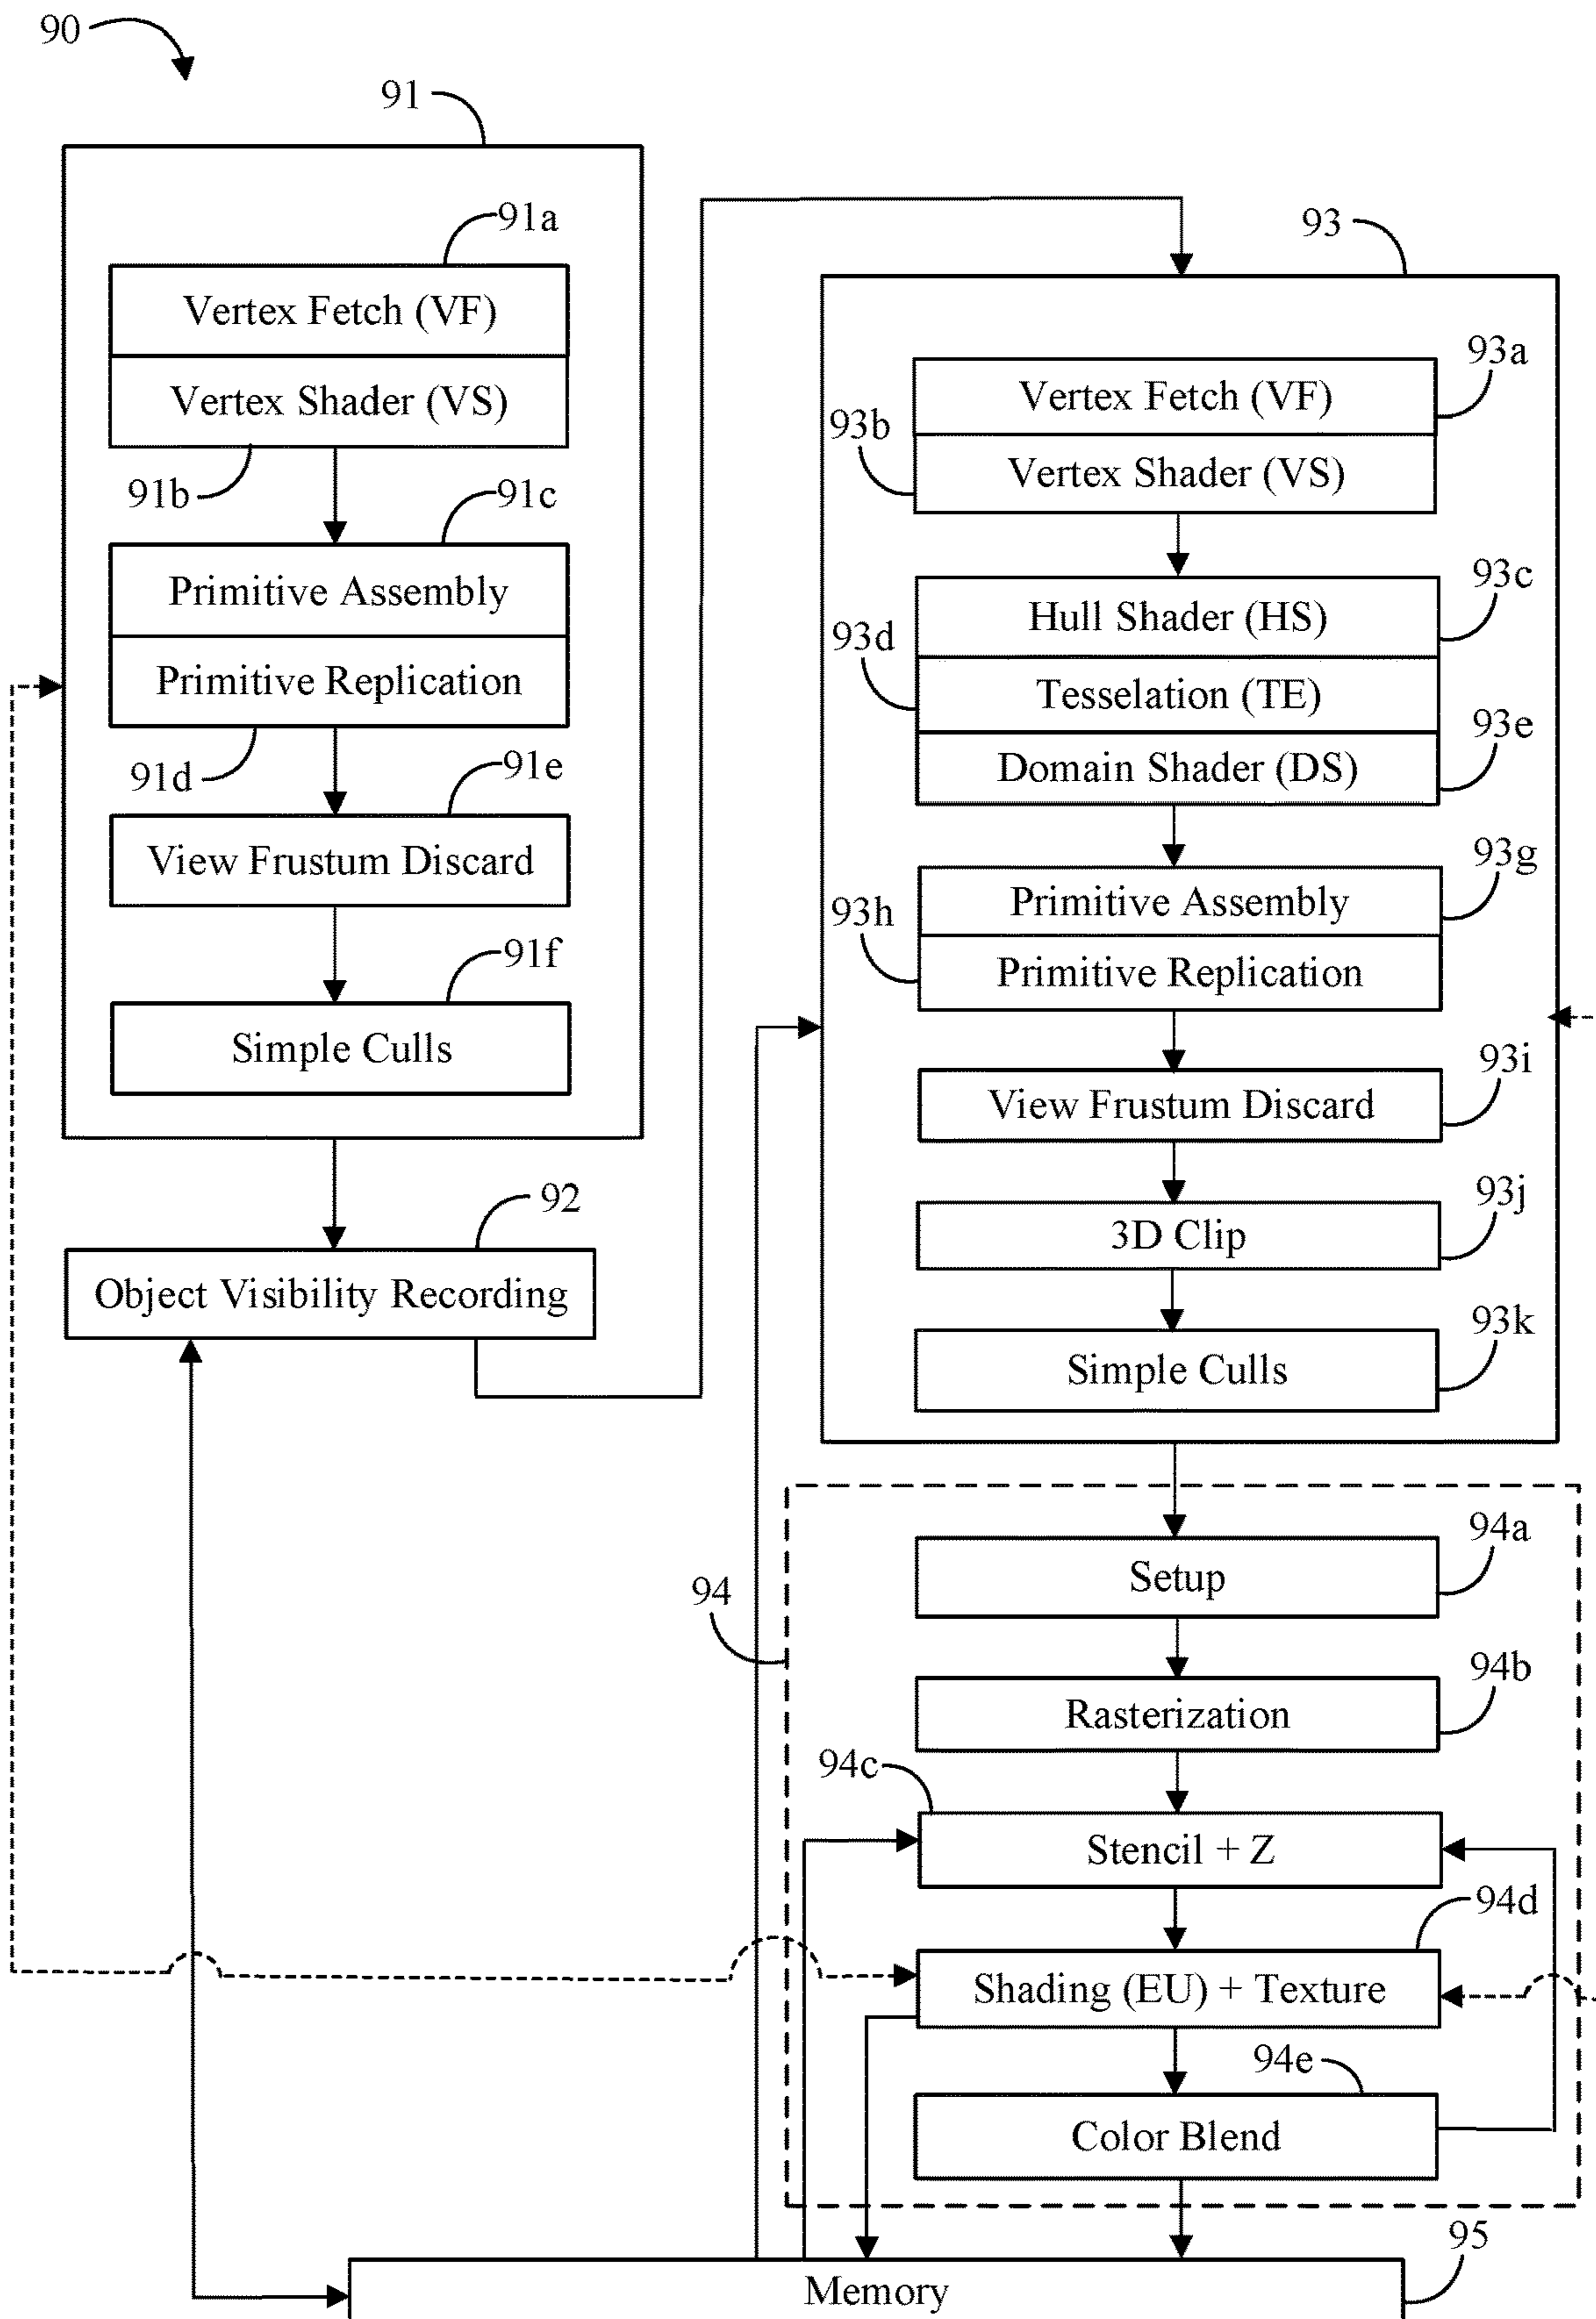 90
91
91a
Vertex Fetch (VF)
Vertex Shader (VS)
91b
91c
Primitive Assembly
Primitive Replication
91d
91e
View Frustum Discard
91f
Simple Culls
92
Object Visibility Recording
93
93a
Vertex Fetch (VF)
93b
Vertex Shader (VS)
93c
Hull Shader (HS)
93d
Tesselation (TE)
93e
Domain Shader (DS)
93g
Primitive Assembly
93h
Primitive Replication
93i
View Frustum Discard
93j
3D Clip
93k
Simple Culls
94
94a
Setup
94b
Rasterization
94c
Stencil + Z
94d
Shading (EU) + Texture
94e
Color Blend
95
Memory